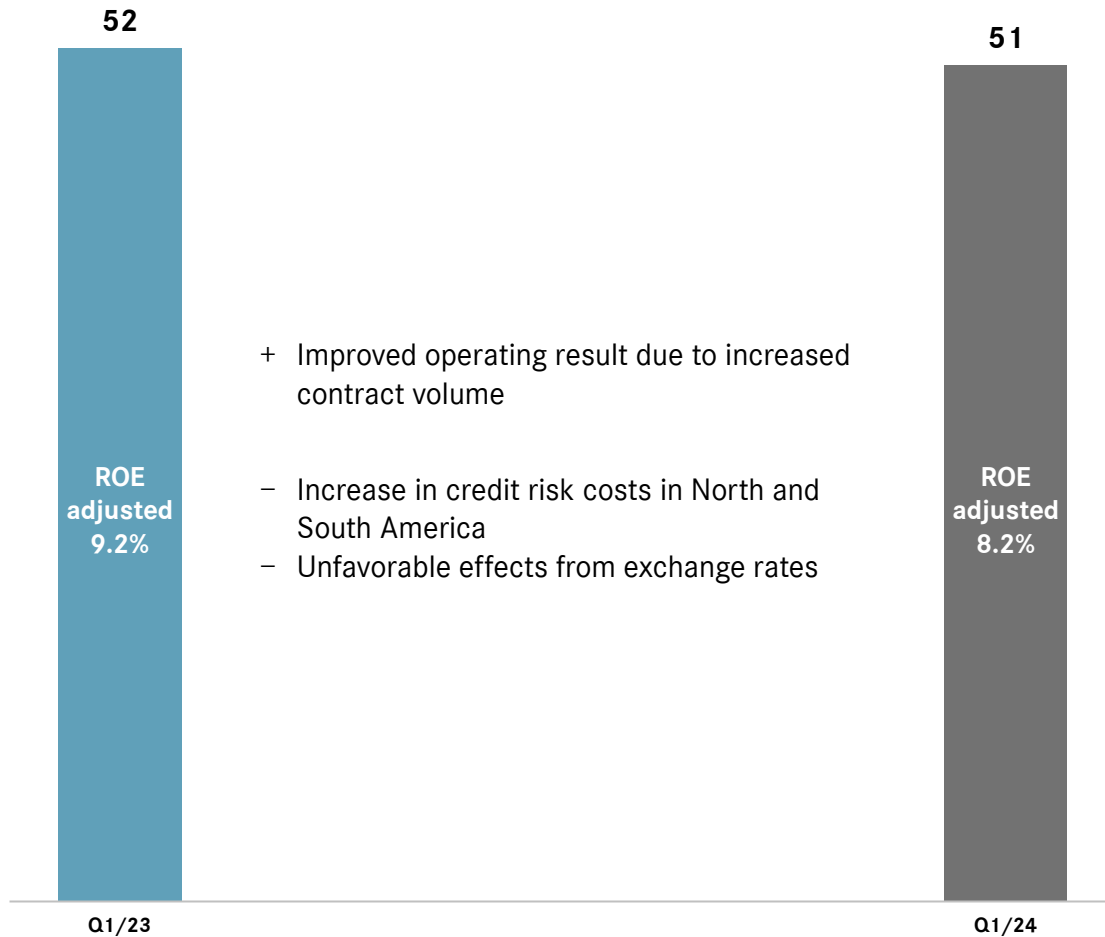 52
51
+ Improved operating result due to increased
contract volume
ROE
adjusted
9.2%
– Increase in credit risk costs in North and
South America
– Unfavorable effects from exchange rates
ROE
adjusted
8.2%
Q1/23
Q1/24